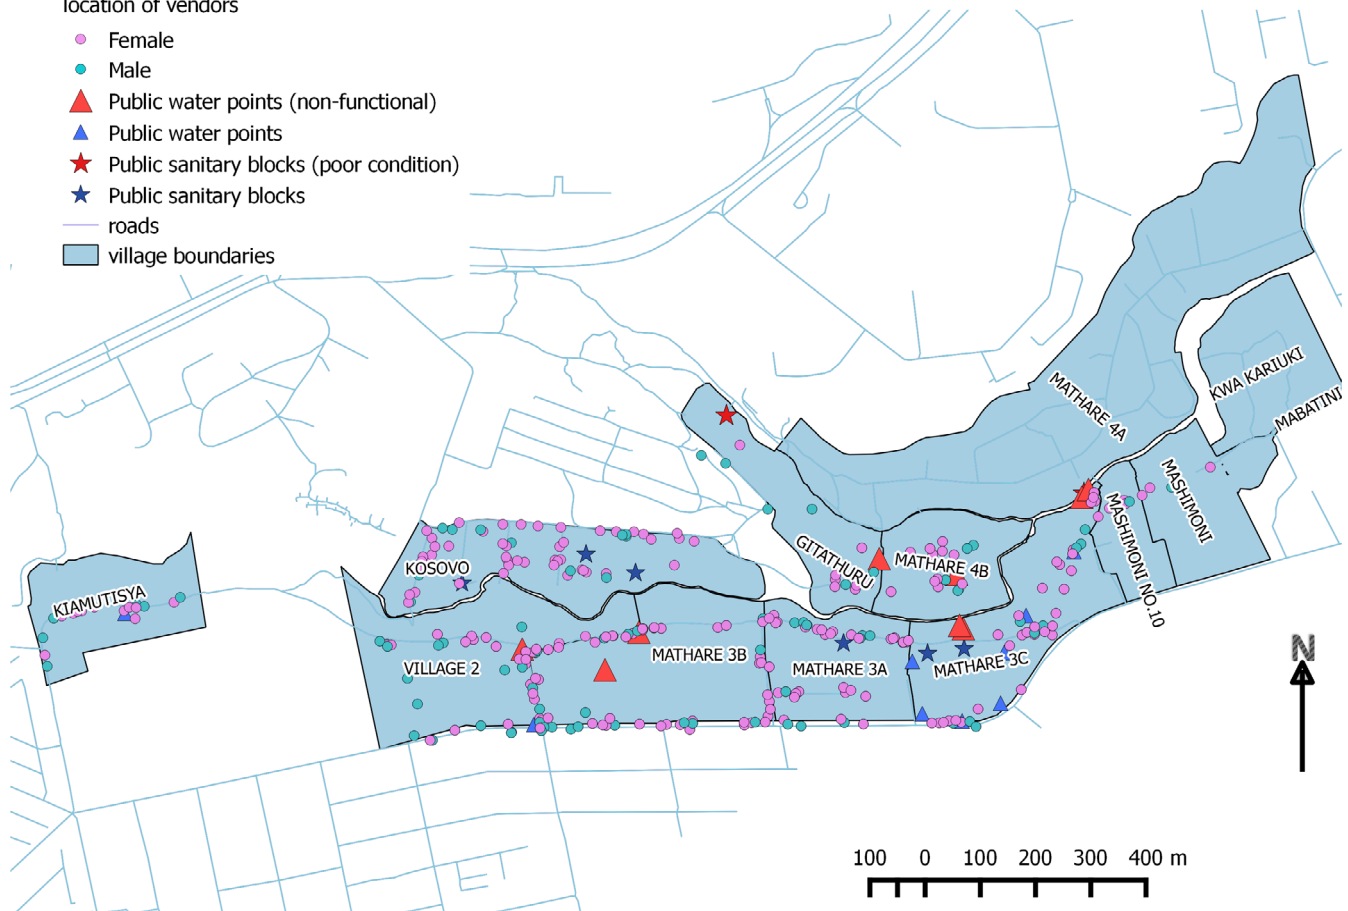 location of vendors
Female
Male
Public water points (non-functional)
Public water points
Public sanitary blocks (poor condition)
Public sanitary blocks
roads
village boundaries
KWA KARIUKI
MABATINI
MATHARE 4A
MASHIMONI
MASHIMONI NO.10
GITATHURU
MATHARE 4B
KOSOVO
KIAMUTISYA
VILLAGE 2
MATHARE 3B
MATHARE 3A
MATHARE 3C
N
100 0 100 200 300 400 m